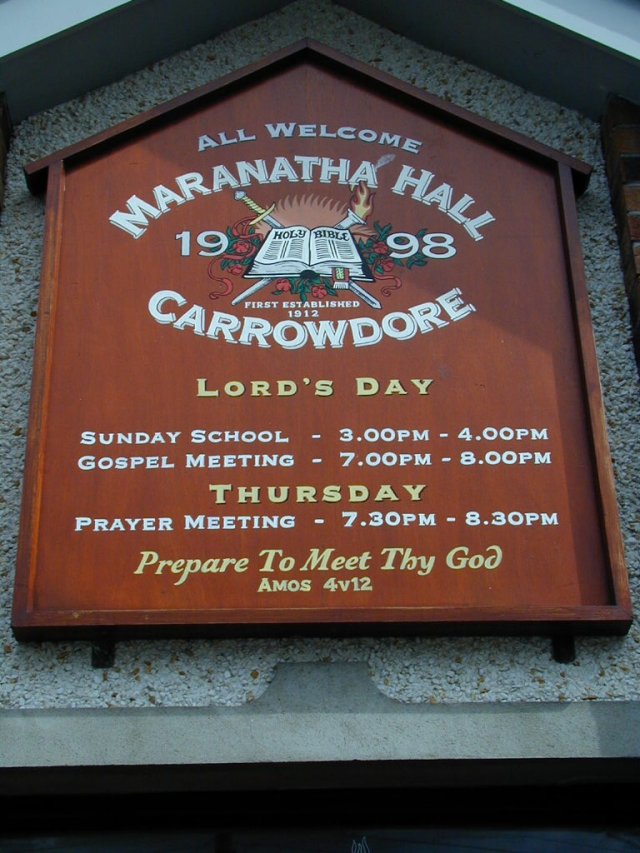 ALL WELCOME
MARANATHA HALL
HOLY BIBLE
1998
FIRST ESTABLISHED
1912
CARROWDORE
LORD'S DAY
SUNDAY SCHOOL - 3.00PM - 4.00PM
GOSPEL MEETING - 7.00PM - 8.00PM
THURSDAY
PRAYER MEETING - 7.30PM - 8.30PM
Prepare To Meet Thy God
AMOS 4V12